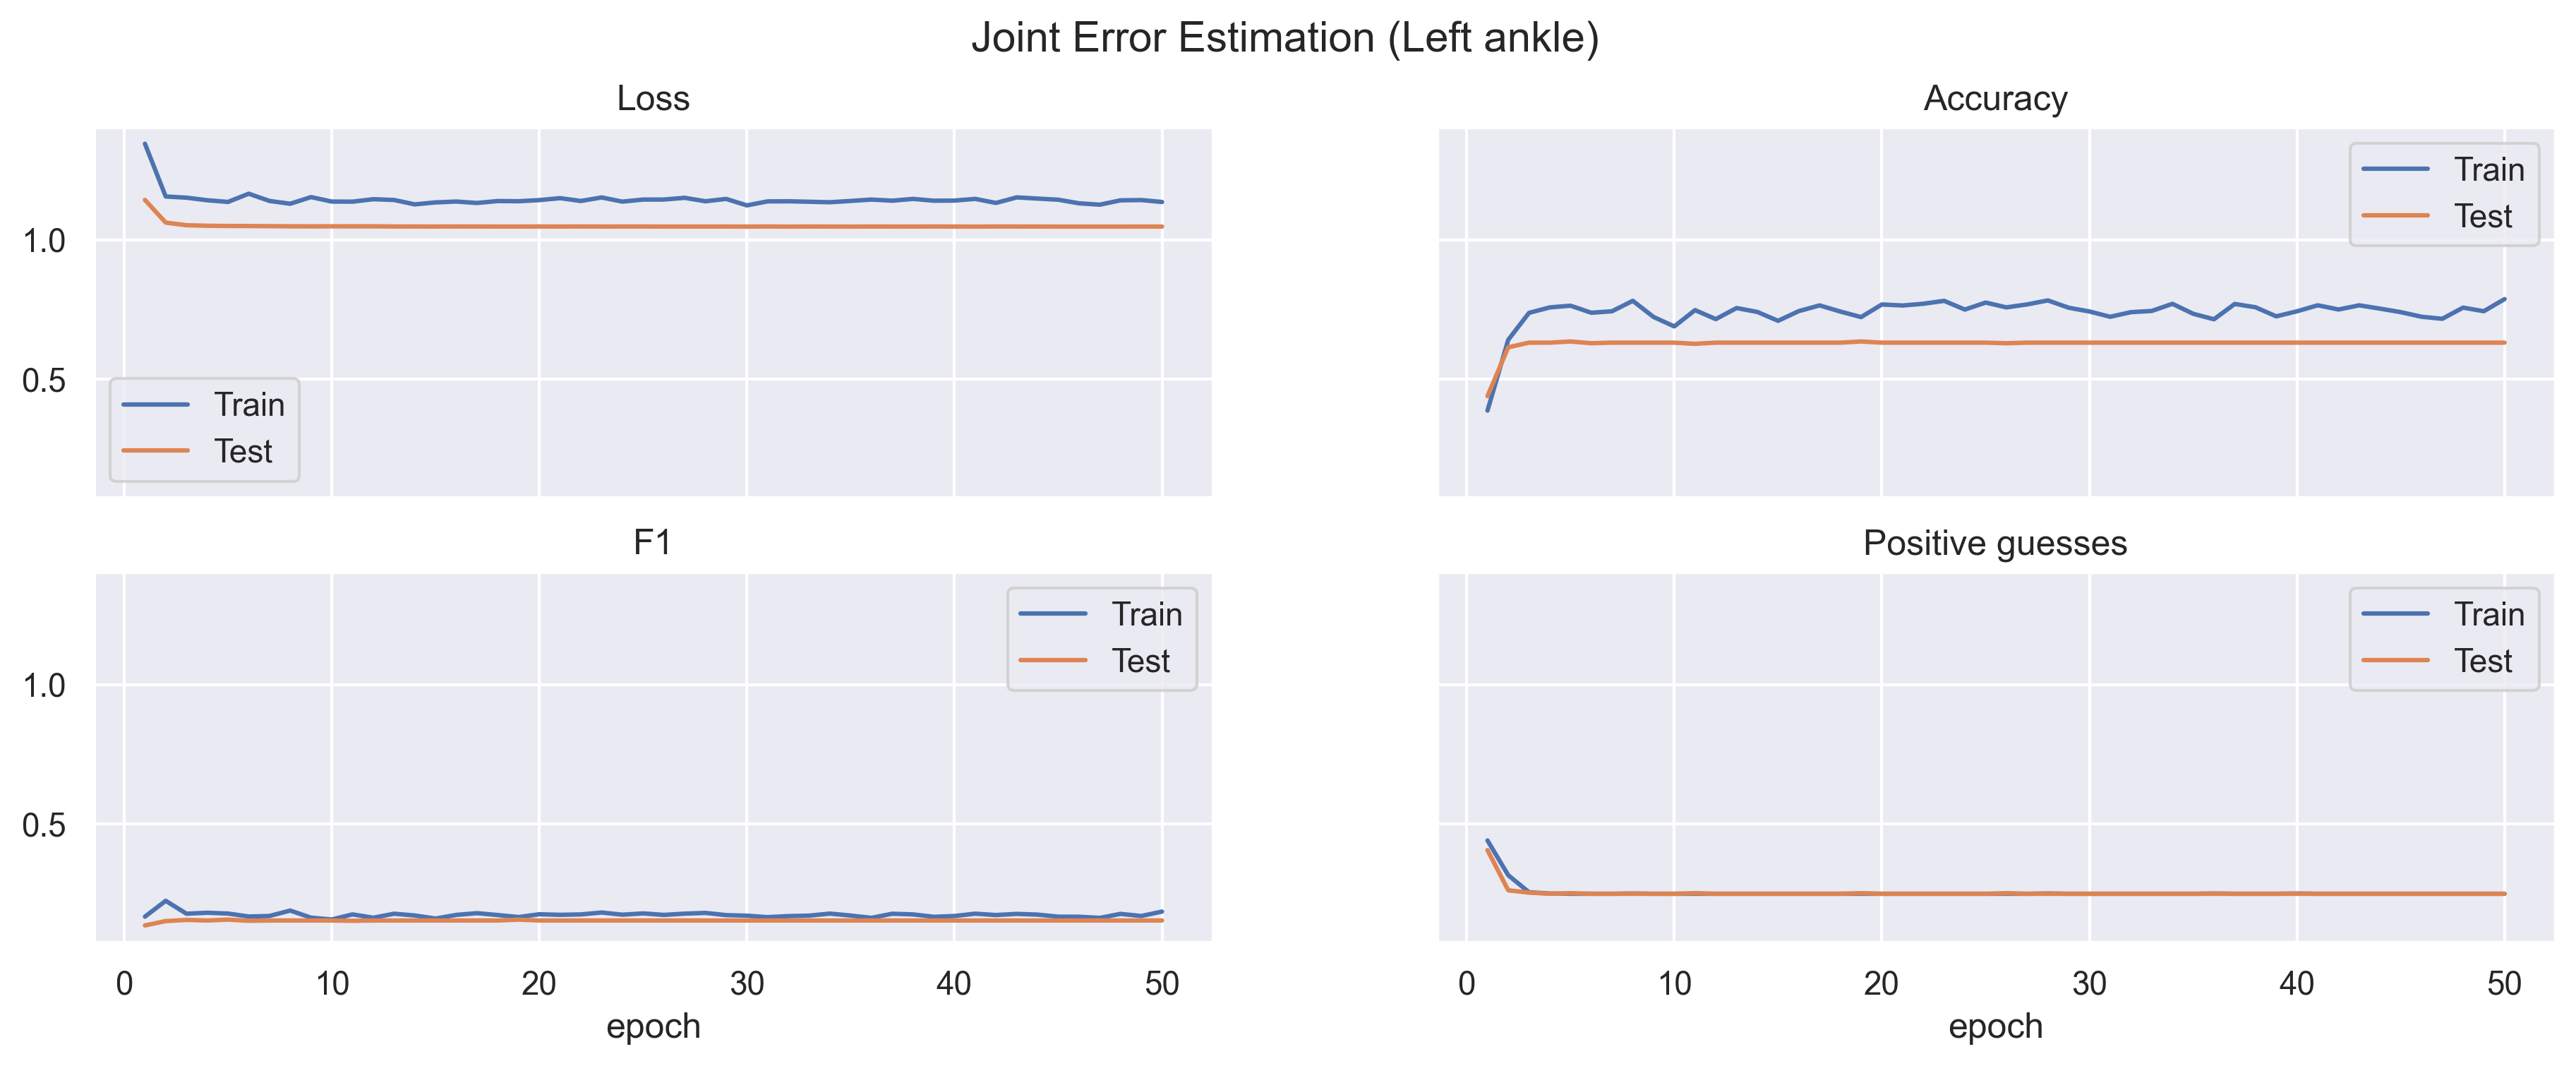 Joint Error Estimation (Left ankle)
Loss
1.0
0.5
Train
Test
Accuracy
Train
Test
F1
1.0
0.5
Train
Test
0 10 20 30 40 50
epoch
Positive guesses
Train
Test
0 10 20 30 40 50
epoch